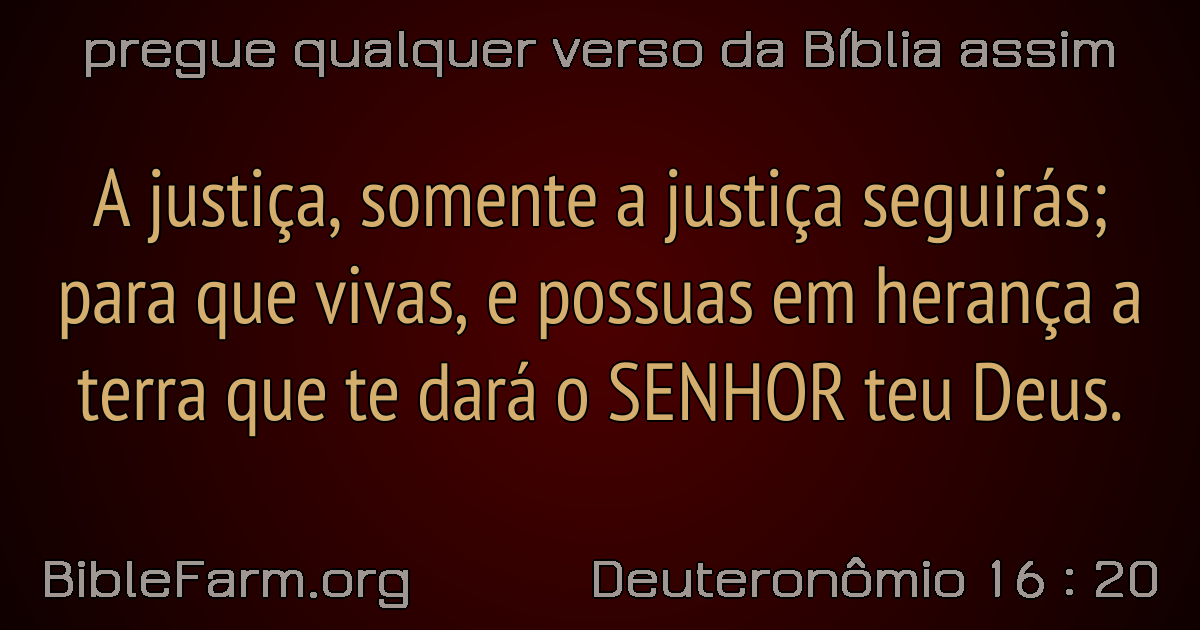 pregue qualquer verso da Bíblia assim
A justiça, somente a justiça seguirás;
para que vivas, e possuas em herança a
terra que te dará o SENHOR teu Deus.
BibleFarm.org
Deuteronômio 16 : 20